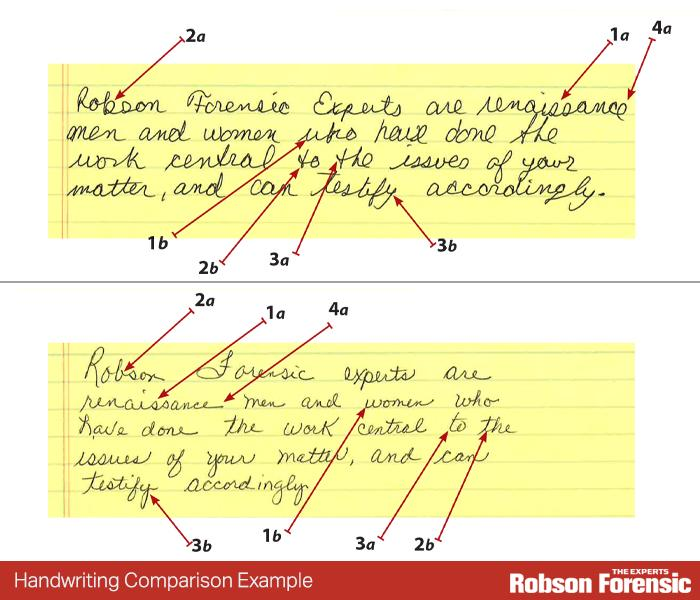 2a
1a
4a
Robson Forensic Experts are renaissance
men and women who have done the
work central to the issues of your
matter, and can testify accordingly.
1b
2b
3a
3b
2a
1a
4a
Robson Forensic experts are
renaissance men and women who
have done the work central to the
issues of your matter, and can
testify accordingly
3b
1b
3a
2b
Handwriting Comparison Example
THE EXPERTS
Robson Forensic